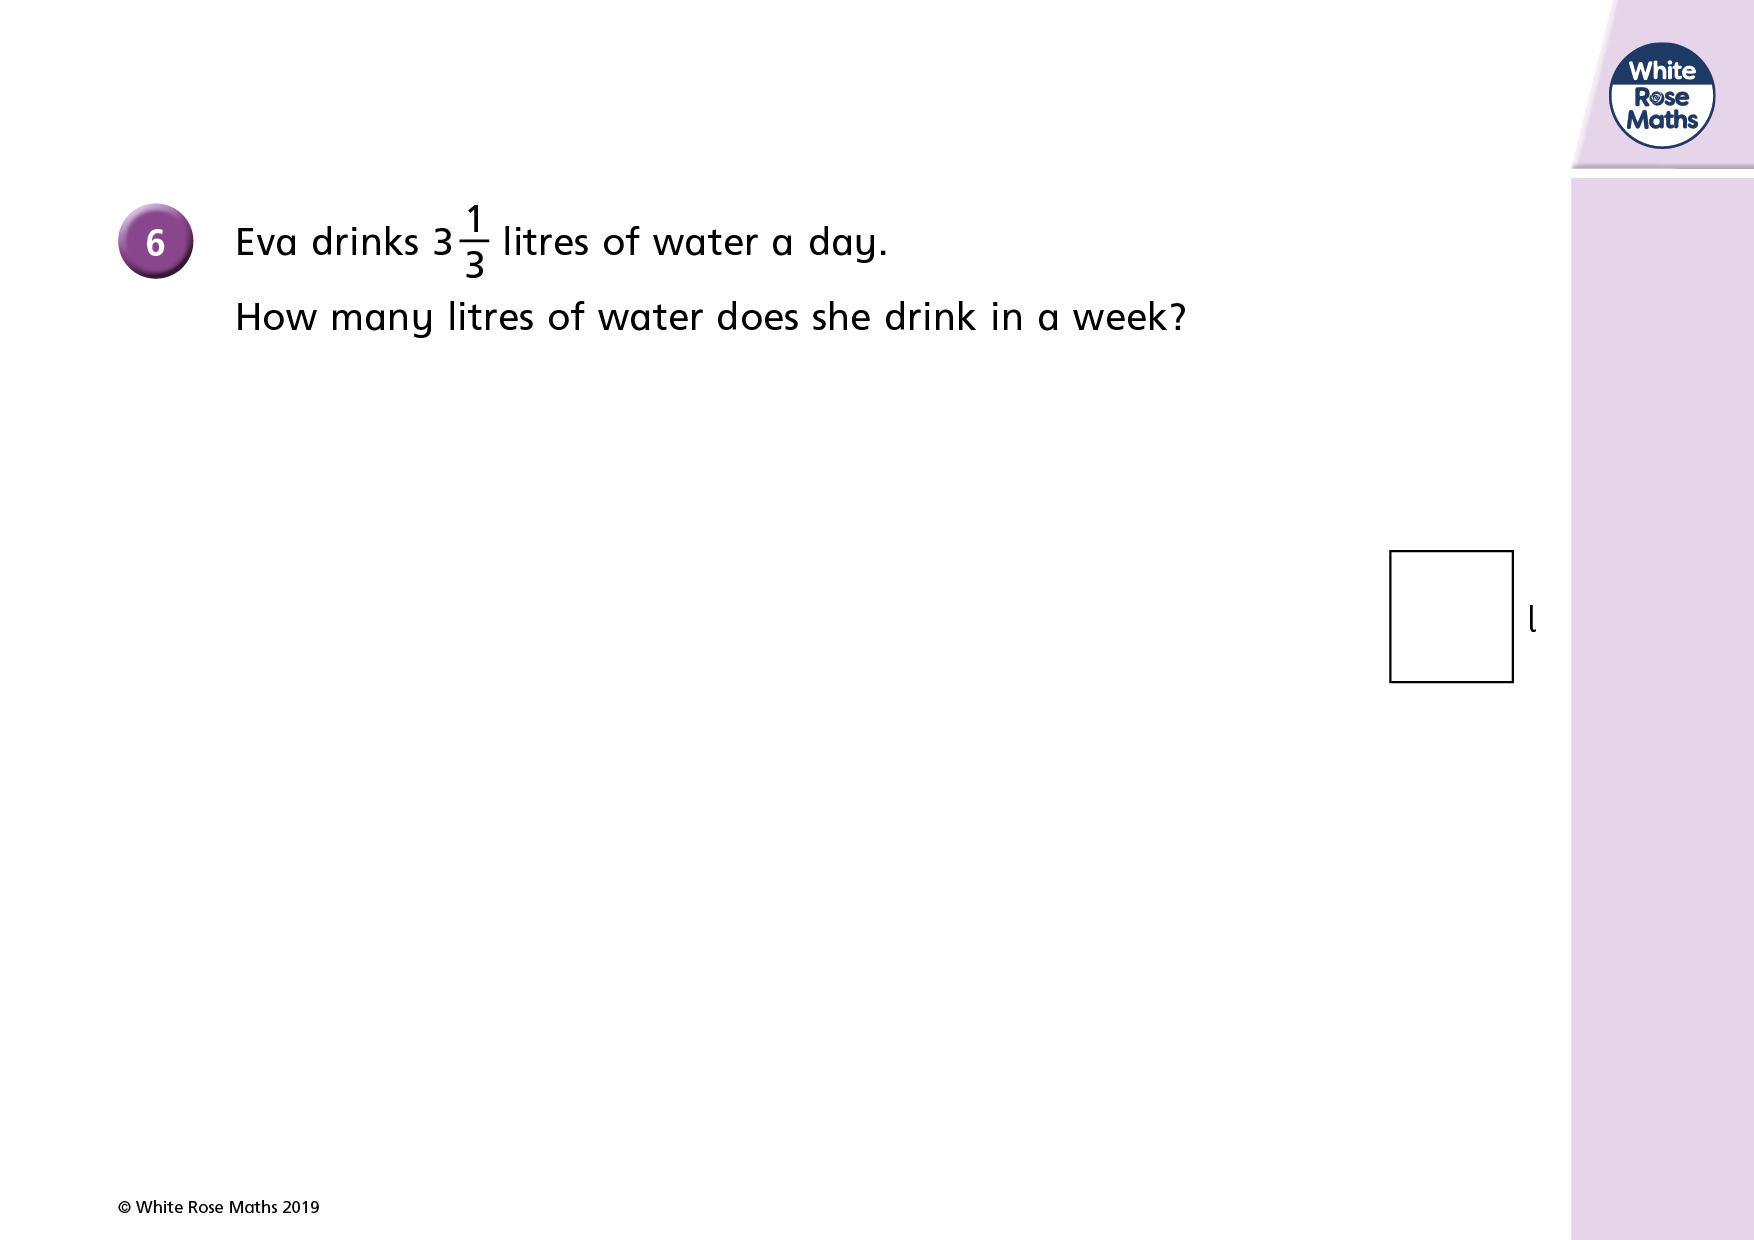 White
Rose
Maths
6 Eva drinks 3 1/3 litres of water a day.
How many litres of water does she drink in a week?
l
© White Rose Maths 2019